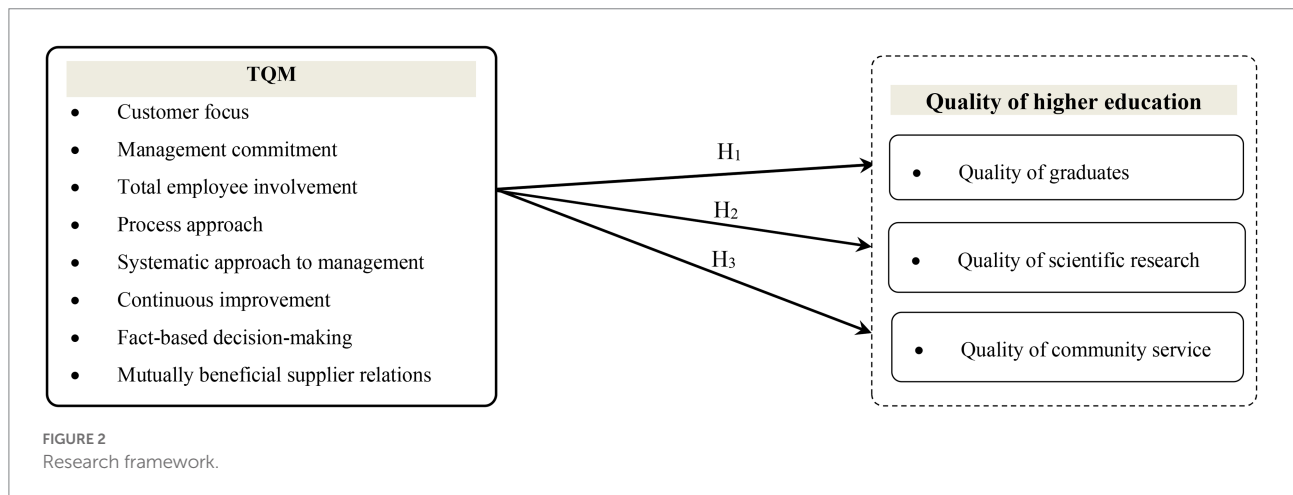 TQM
• Customer focus
• Management commitment
• Total employee involvement
• Process approach
• Systematic approach to management
• Continuous improvement
• Fact-based decision-making
• Mutually beneficial supplier relations
H₁
H₂
H₃
Quality of higher education
• Quality of graduates
• Quality of scientific research
• Quality of community service
FIGURE 2
Research framework.